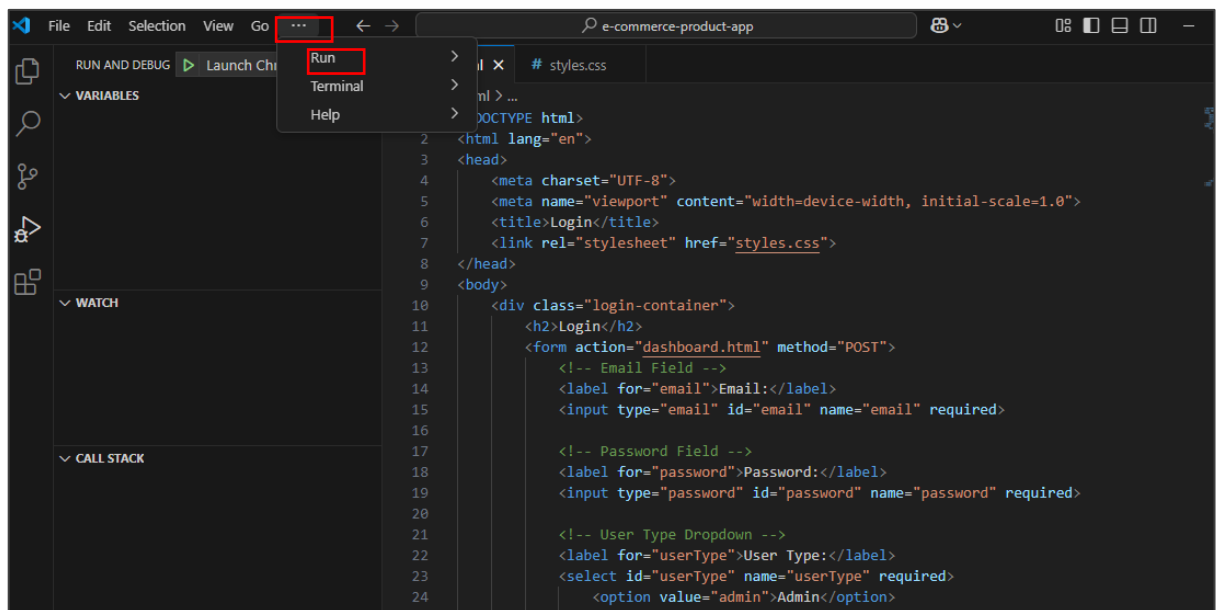 File Edit Selection View Go ... e-commerce-product-app
RUN AND DEBUG Launch Chr
Run
Terminal
Help
VARIABLES
WATCH
CALL STACK
l # styles.css
ml > ...
DOCTYPE html>
2 <html lang="en">
3 <head>
4 <meta charset="UTF-8">
5 <meta name="viewport" content="width=device-width, initial-scale=1.0">
6 <title>Login</title>
7 <link rel="stylesheet" href="styles.css">
8 </head>
9 <body>
10 <div class="login-container">
11 <h2>Login</h2>
12 <form action="dashboard.html" method="POST">
13 <!-- Email Field -->
14 <label for="email">Email:</label>
15 <input type="email" id="email" name="email" required>
16
17 <!-- Password Field -->
18 <label for="password">Password:</label>
19 <input type="password" id="password" name="password" required>
20
21 <!-- User Type Dropdown -->
22 <label for="userType">User Type:</label>
23 <select id="userType" name="userType" required>
24 <option value="admin">Admin</option>